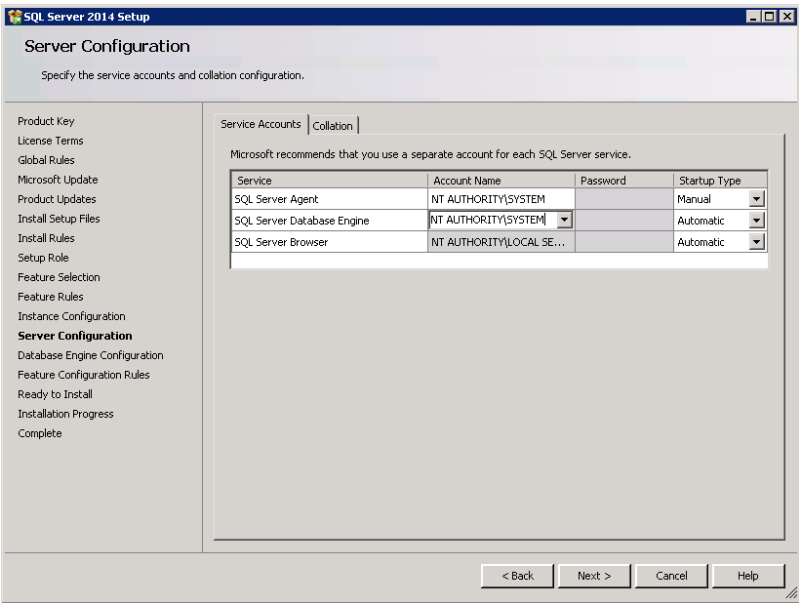 SQL Server 2014 Setup
Server Configuration
Specify the service accounts and collation configuration.
Product Key
License Terms
Global Rules
Microsoft Update
Product Updates
Install Setup Files
Install Rules
Setup Role
Feature Selection
Feature Rules
Instance Configuration
Server Configuration
Database Engine Configuration
Feature Configuration Rules
Ready to Install
Installation Progress
Complete
Service Accounts Collation
Microsoft recommends that you use a separate account for each SQL Server service.
Service Account Name Password Startup Type
SQL Server Agent NT AUTHORITY\SYSTEM Manual
SQL Server Database Engine NT AUTHORITY\SYSTEM Automatic
SQL Server Browser NT AUTHORITY\LOCAL SE... Automatic
< Back Next > Cancel Help